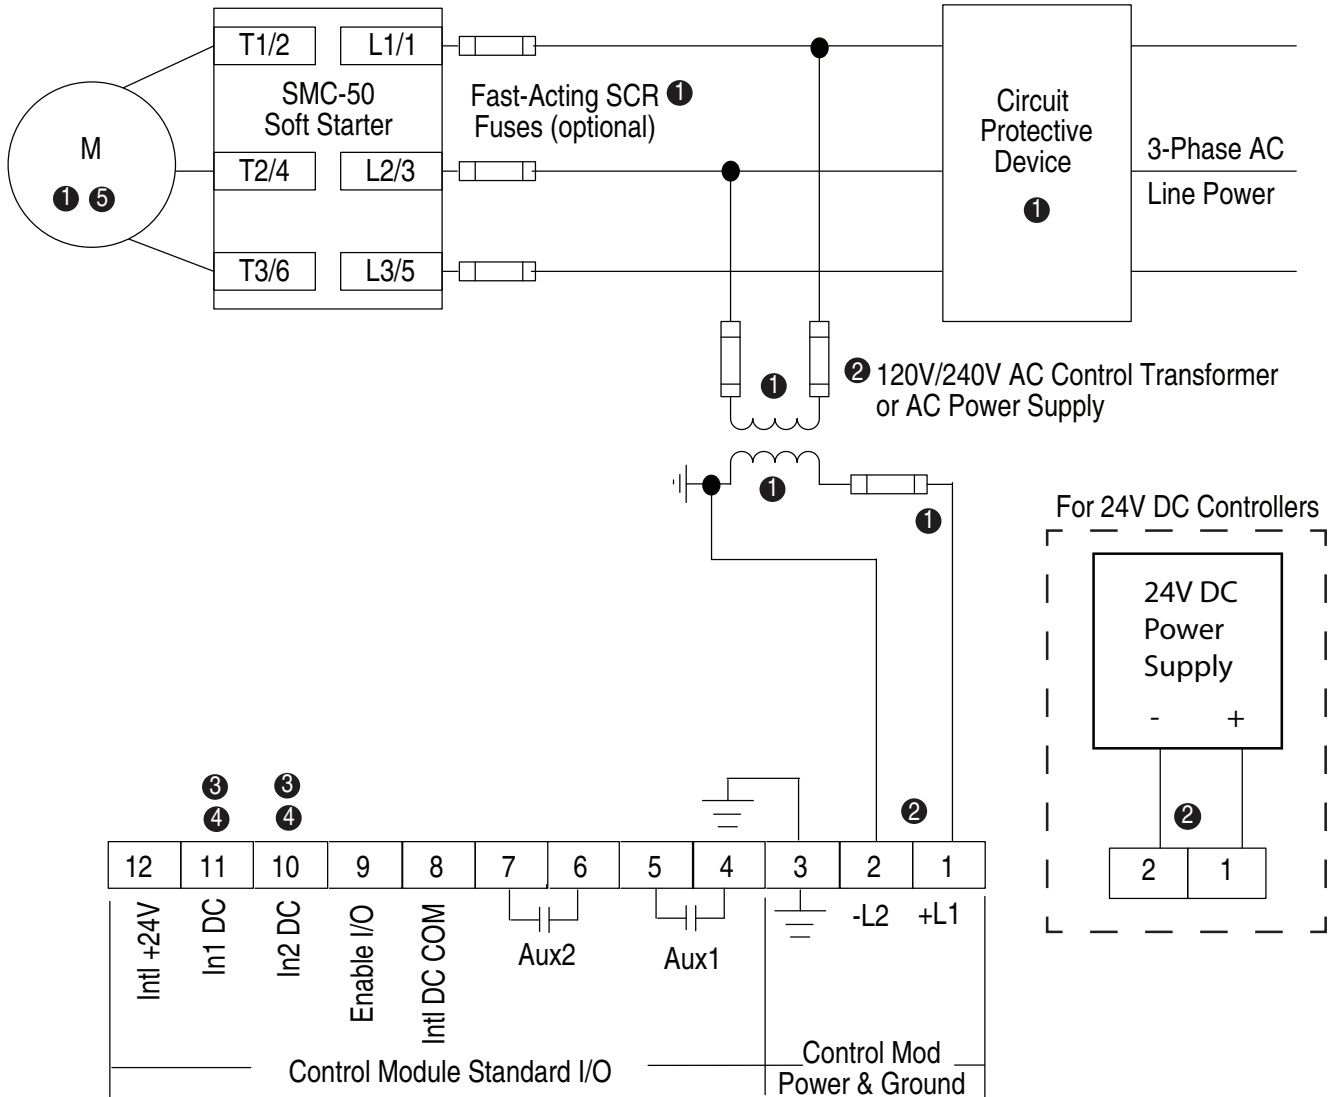 T1/2 L1/1
SMC-50
Soft Starter
Fast-Acting SCR ❶
Fuses (optional)
Circuit
Protective
Device
❶
3-Phase AC
Line Power
M
❶ ❺
T2/4 L2/3
T3/6 L3/5
❶
❷ 120V/240V AC Control Transformer
or AC Power Supply
❶
❶
For 24V DC Controllers
24V DC
Power
Supply
- +
❷
2 1
❸ ❸
❹ ❹
❷
12 11 10 9 8 7 6 5 4 3 2 1
Intl +24V
In1 DC
In2 DC
Enable I/O
Intl DC COM
Aux2
Aux1
-L2
+L1
Control Module Standard I/O
Control Mod
Power & Ground